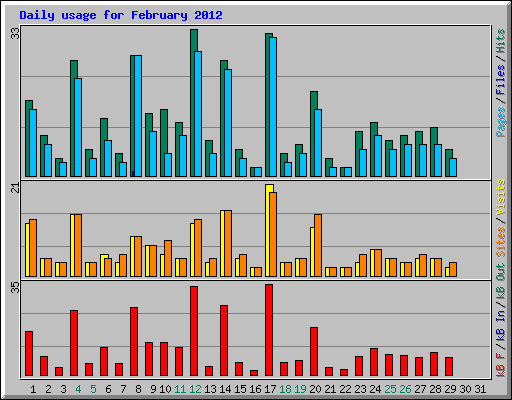 Daily usage for February 2012
33
Pages / Files / Hits
21
Sites / Visits
35
kB F / kB In / kB Out
1 2 3 4 5 6 7 8 9 10 11 12 13 14 15 16 17 18 19 20 21 22 23 24 25 26 27 28 29 30 31